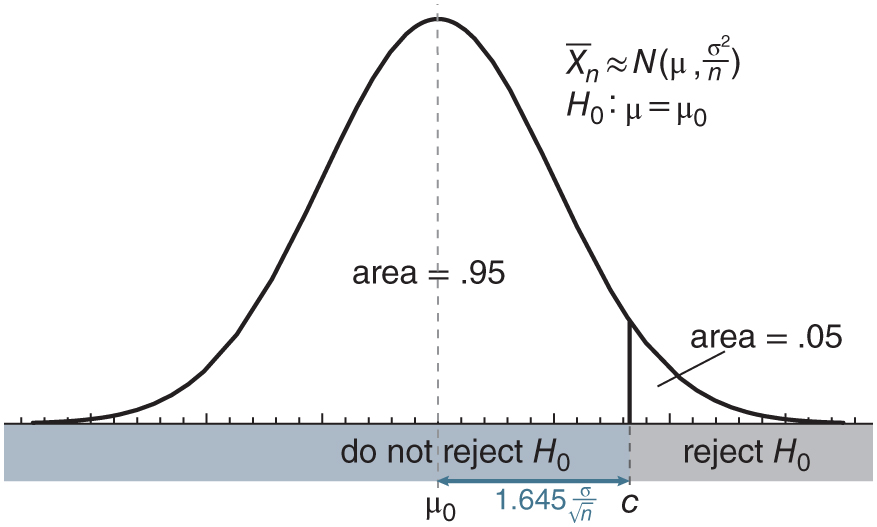 X̅ₙ ≈ N(μ, σ²/n)
H₀: μ = μ₀
area = .95
area = .05
do not reject H₀
reject H₀
1.645 σ/√n
μ₀
c